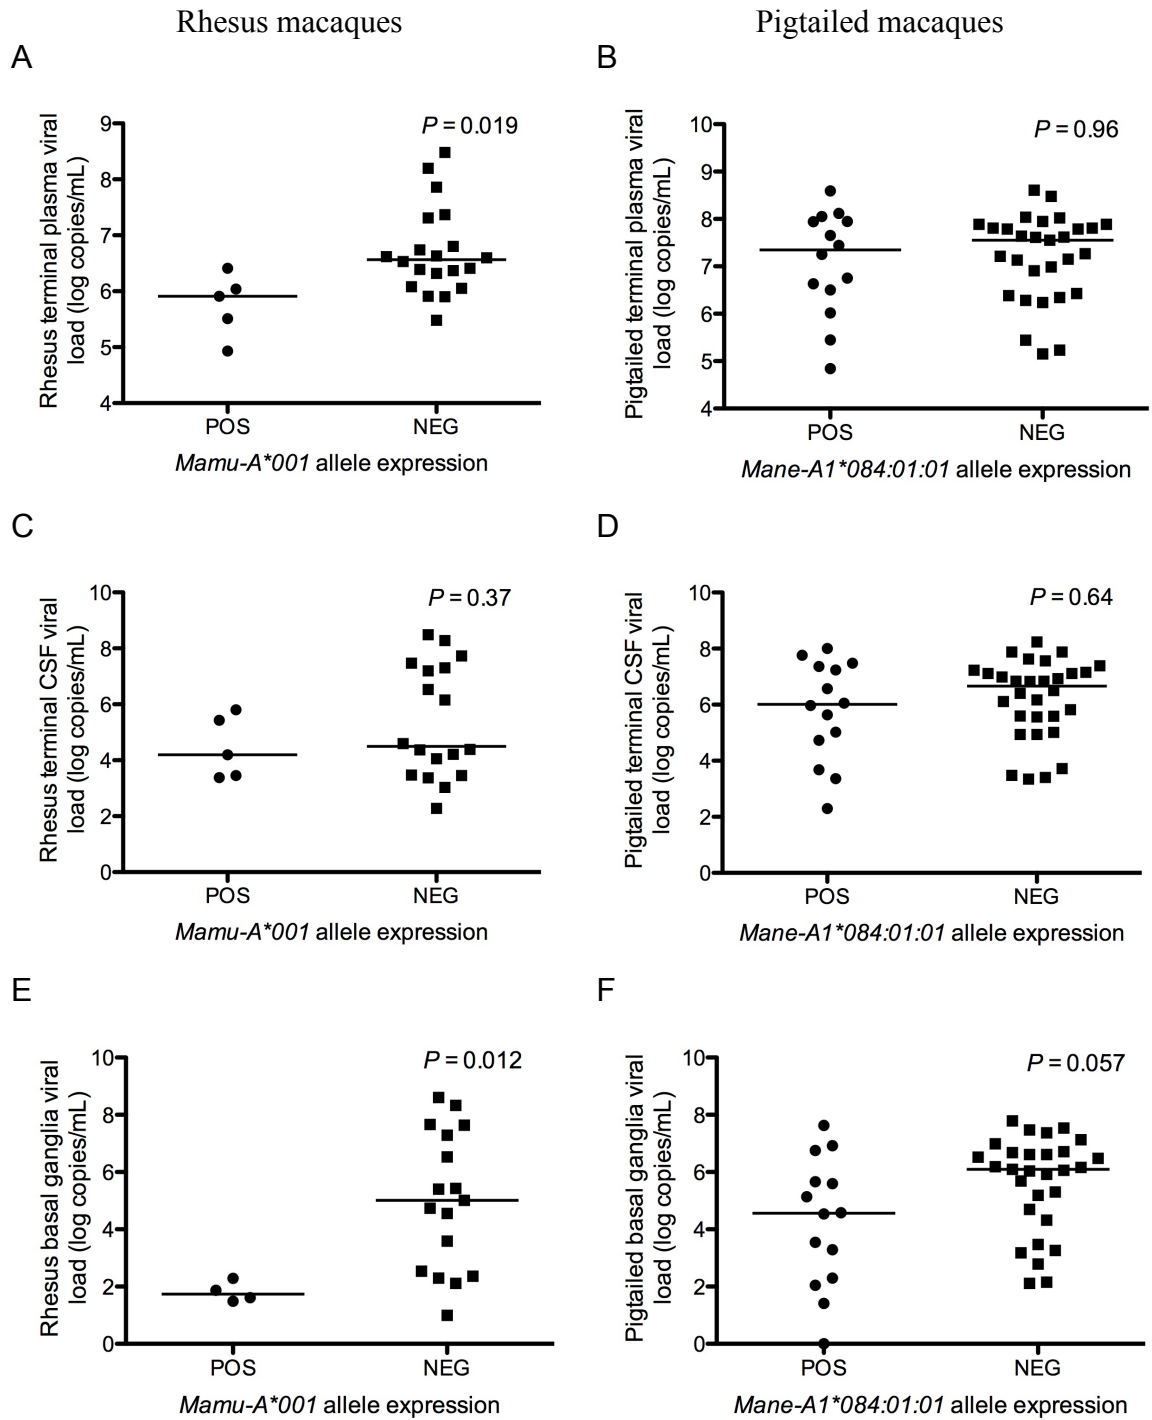 Rhesus macaques
Pigtailed macaques
A
Rhesus terminal plasma viral
load (log copies/mL)
9
8
7
6
5
4
P = 0.019
POS
NEG
Mamu-A*001 allele expression
B
Pigtailed terminal plasma viral
load (log copies/mL)
10
9
8
7
6
5
4
P = 0.96
POS
NEG
Mane-A1*084:01:01 allele expression
C
Rhesus terminal CSF viral
load (log copies/mL)
10
8
6
4
2
0
P = 0.37
POS
NEG
Mamu-A*001 allele expression
D
Pigtailed terminal CSF viral
load (log copies/mL)
10
8
6
4
2
0
P = 0.64
POS
NEG
Mane-A1*084:01:01 allele expression
E
Rhesus basal ganglia viral
load (log copies/mL)
10
8
6
4
2
0
P = 0.012
POS
NEG
Mamu-A*001 allele expression
F
Pigtailed basal ganglia viral
load (log copies/mL)
10
8
6
4
2
0
P = 0.057
POS
NEG
Mane-A1*084:01:01 allele expression